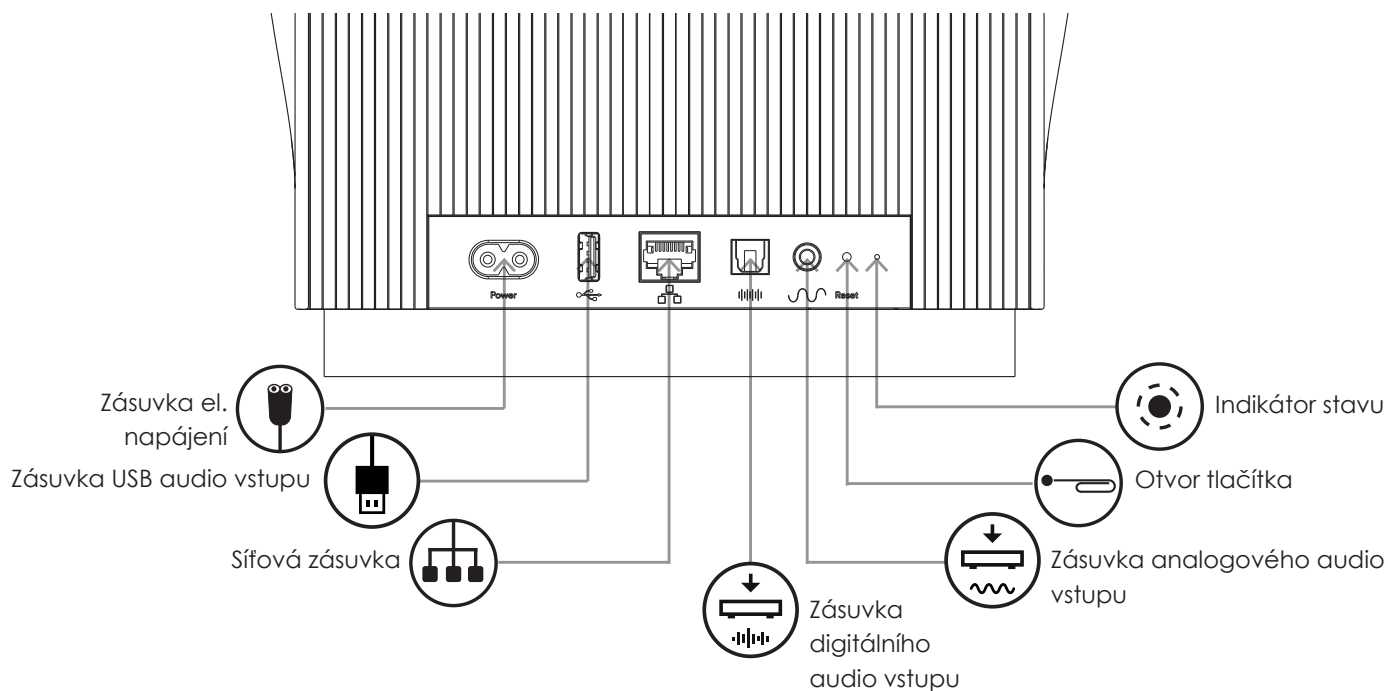 Power
Reset
Zásuvka el.
napájení
Indikátor stavu
Zásuvka USB audio vstupu
Otvor tlačítka
Síťová zásuvka
Zásuvka analogového audio
vstupu
Zásuvka
digitálního
audio vstupu